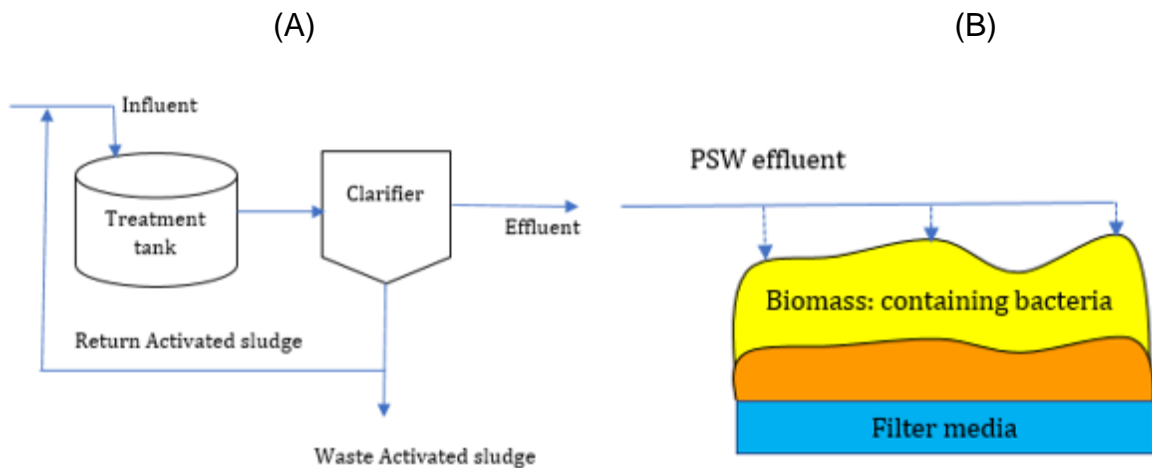 (A)
(B)
Influent
Treatment
tank
Clarifier
Effluent
Return Activated sludge
Waste Activated sludge
PSW effluent
Biomass: containing bacteria
Filter media